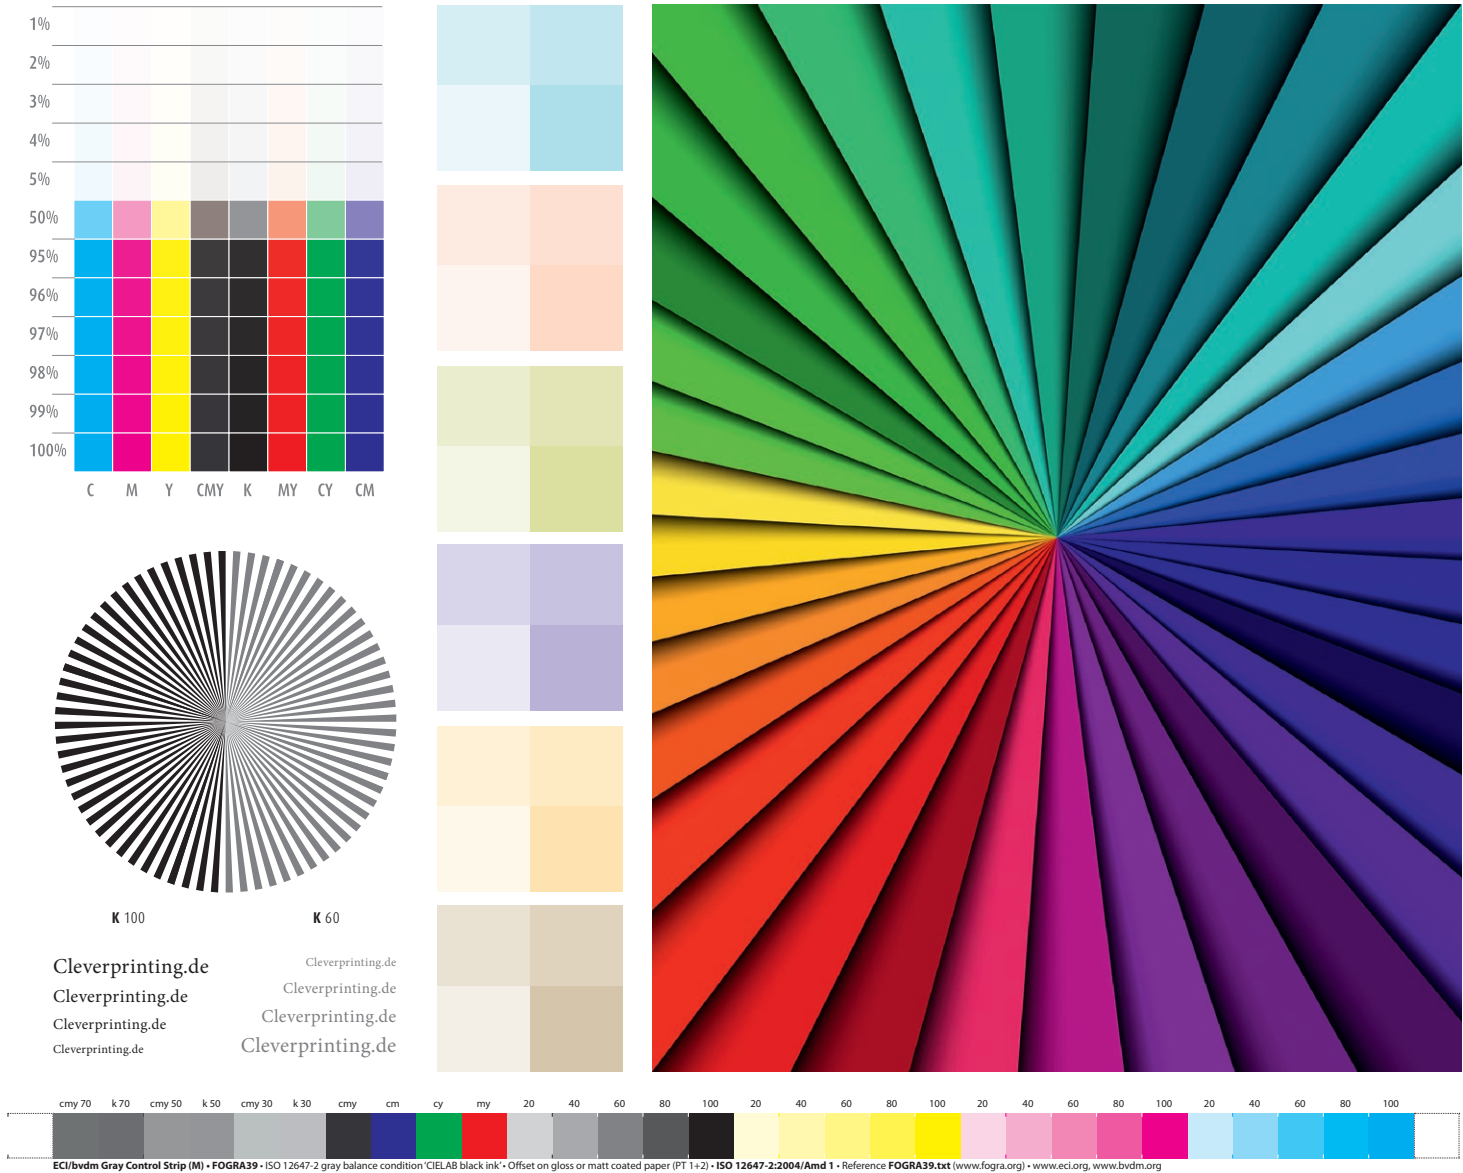 1%
2%
3%
4%
5%
50%
95%
96%
97%
98%
99%
100%
C M Y CMY K MY CY CM
K 100 K 60
Cleverprinting.de
Cleverprinting.de
Cleverprinting.de
Cleverprinting.de
Cleverprinting.de
Cleverprinting.de
Cleverprinting.de
Cleverprinting.de
cmy 70 k 70 cmy 50 k 50 cmy 30 k 30 cmy cm cy my 20 40 60 80 100 20 40 60 80 100 20 40 60 80 100 20 40 60 80 100
ECI/bvdm Gray Control Strip (M) • FOGRA39 • ISO 12647-2 gray balance condition 'CIELAB black ink' • Offset on gloss or matt coated paper (PT 1+2) • ISO 12647-2:2004/Amd 1 • Reference FOGRA39.txt (www.fogra.org) • www.eci.org, www.bvdm.org